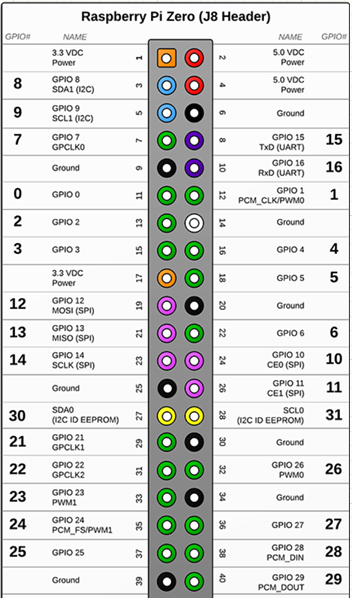 Raspberry Pi Zero (J8 Header)
GPIO# NAME NAME GPIO#
3.3 VDC Power 1 2 5.0 VDC Power
8 GPIO 8 SDA1 (I2C) 3 4 5.0 VDC Power
9 GPIO 9 SCL1 (I2C) 5 6 Ground
7 GPIO 7 GPCLK0 7 8 GPIO 15 TxD (UART) 15
Ground 9 10 GPIO 16 RxD (UART) 16
0 GPIO 0 11 12 GPIO 1 PCM_CLK/PWM0 1
2 GPIO 2 13 14 Ground
3 GPIO 3 15 16 GPIO 4 4
3.3 VDC Power 17 18 GPIO 5 5
12 GPIO 12 MOSI (SPI) 19 20 Ground
13 GPIO 13 MISO (SPI) 21 22 GPIO 6 6
14 GPIO 14 SCLK (SPI) 23 24 GPIO 10 CE0 (SPI) 10
Ground 25 26 GPIO 11 CE1 (SPI) 11
30 SDA0 (I2C ID EEPROM) 27 28 SCL0 (I2C ID EEPROM) 31
21 GPIO 21 GPCLK1 29 30 Ground
22 GPIO 22 GPCLK2 31 32 GPIO 26 PWM0 26
23 GPIO 23 PWM1 33 34 Ground
24 GPIO 24 PCM_FS/PWM1 35 36 GPIO 27 27
25 GPIO 25 37 38 GPIO 28 PCM_DIN 28
Ground 39 40 GPIO 29 PCM_DOUT 29